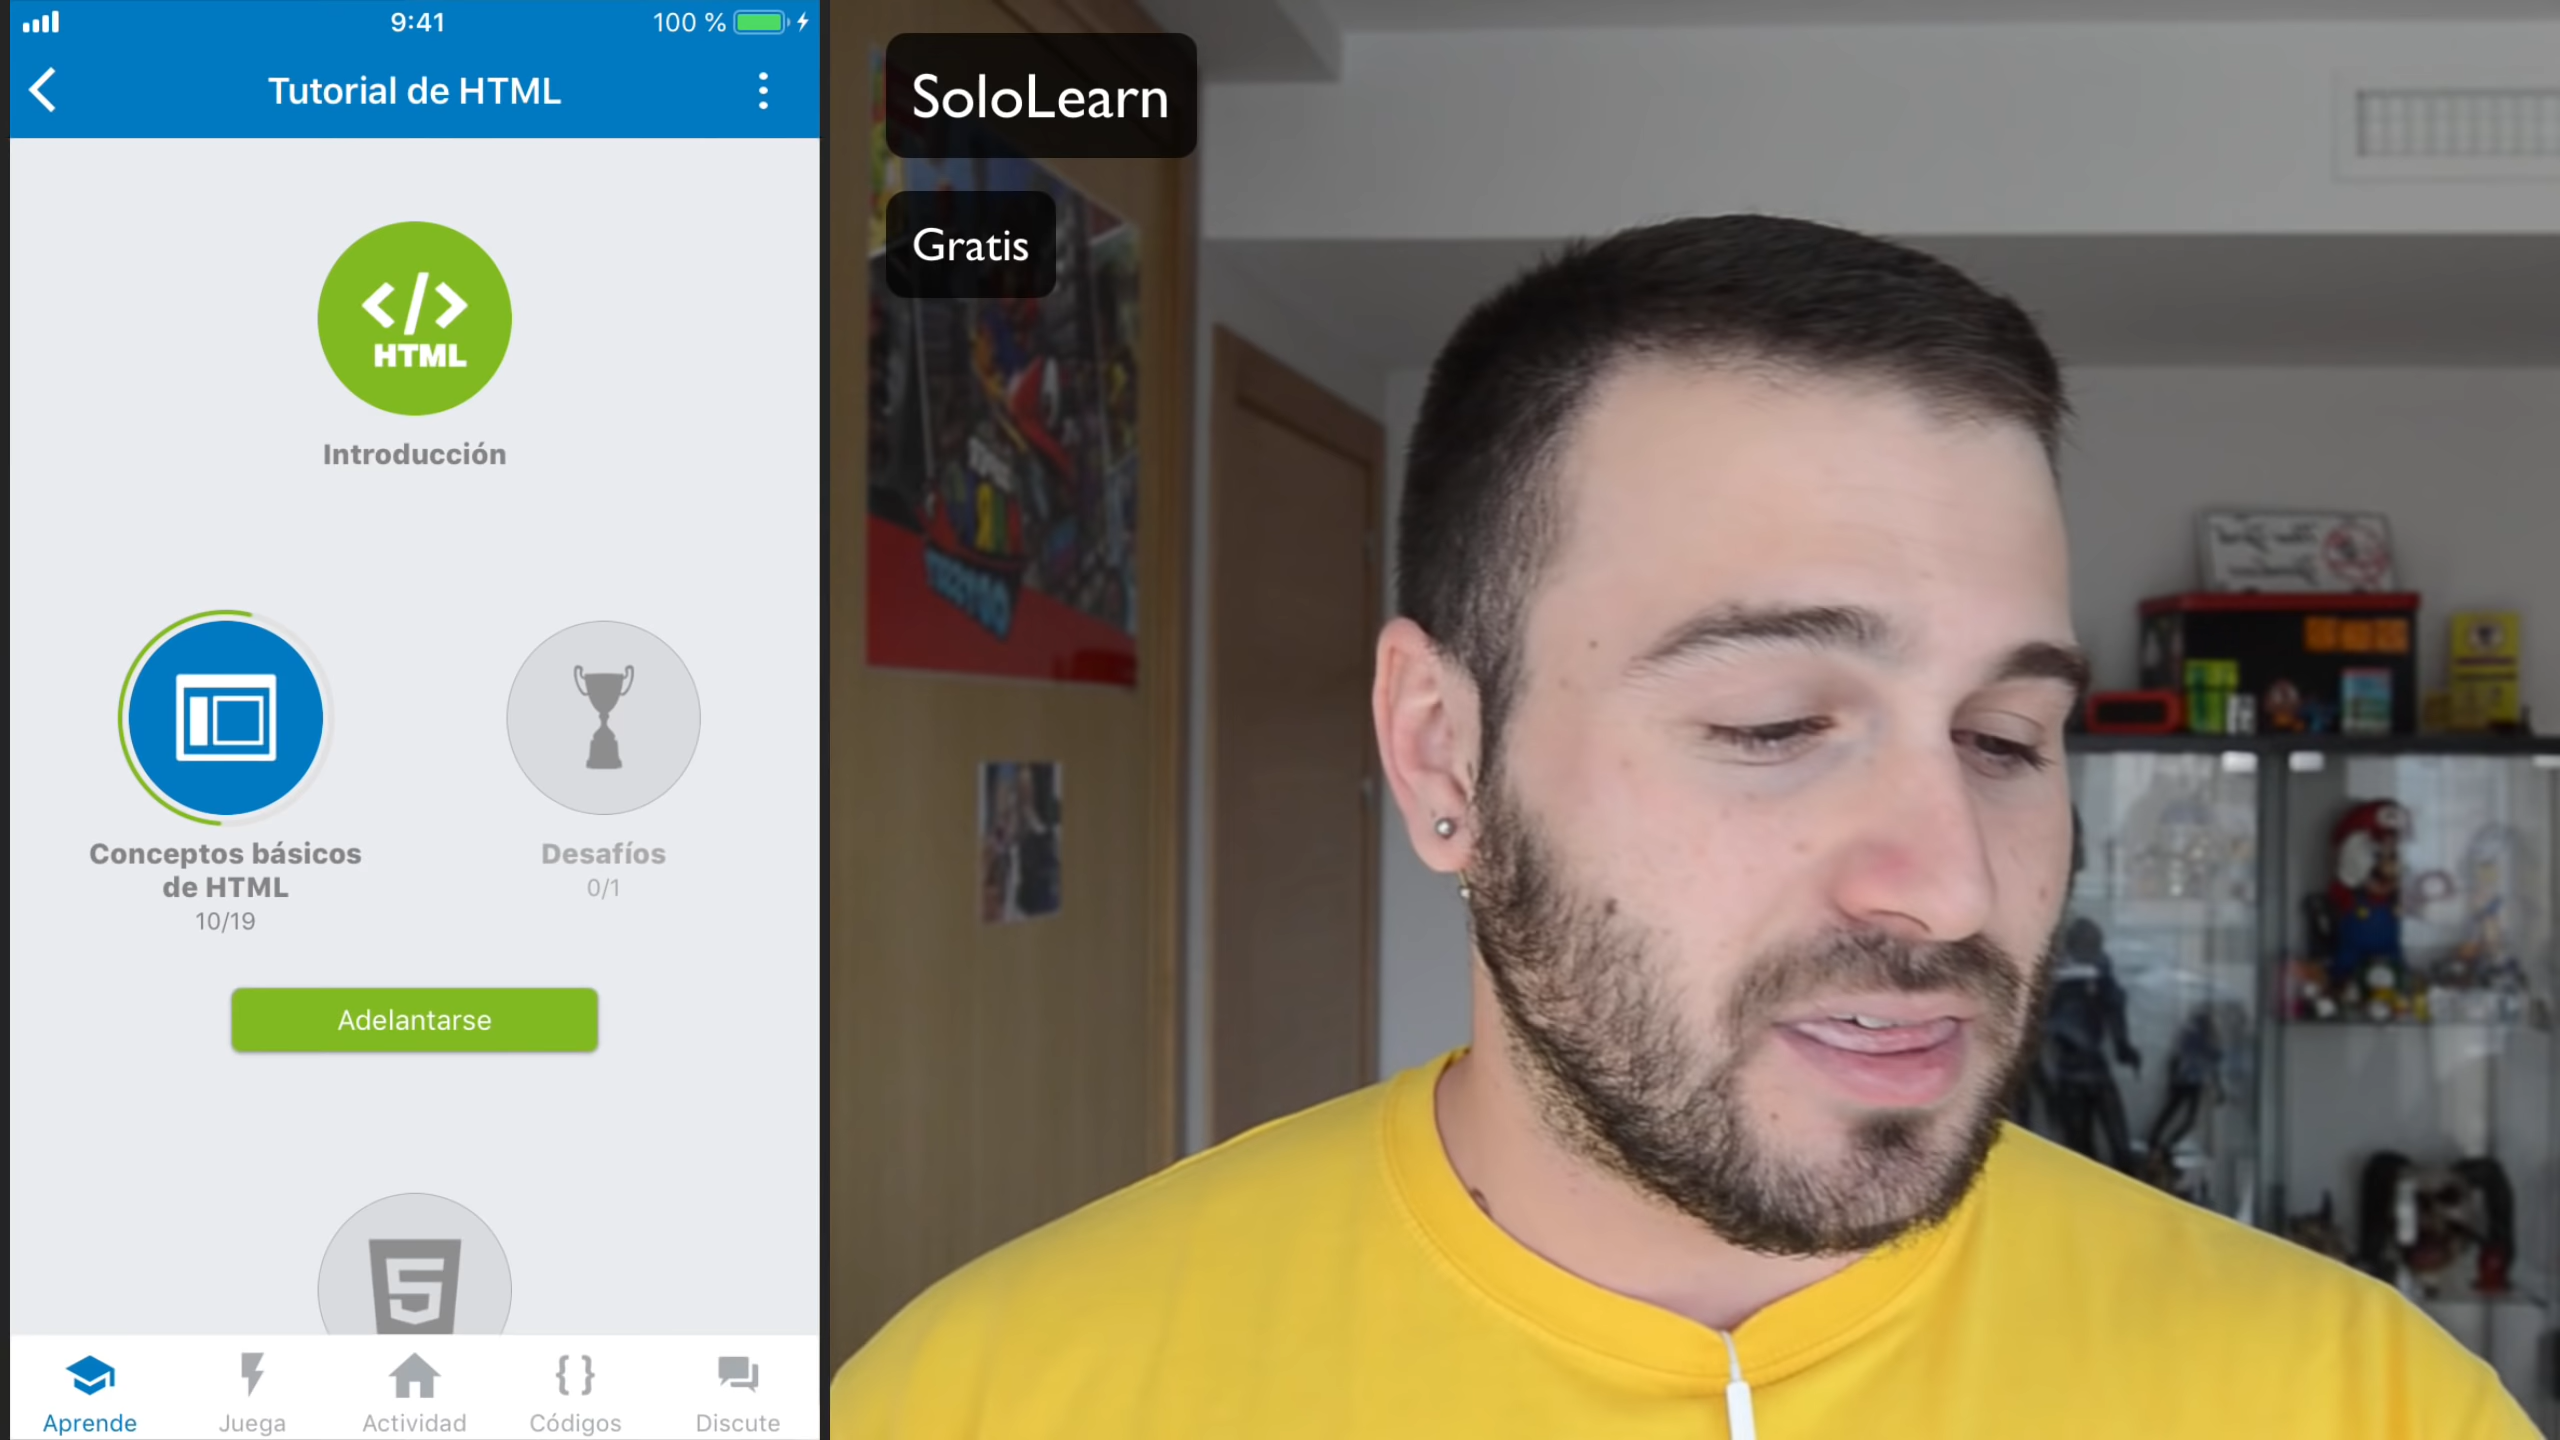 9:41
100 %
Tutorial de HTML
</>
HTML
Introducción
Conceptos básicos
de HTML
10/19
Desafíos
0/1
Adelantarse
5
Aprende
Juega
Actividad
Códigos
Discute
SoloLearn
Gratis